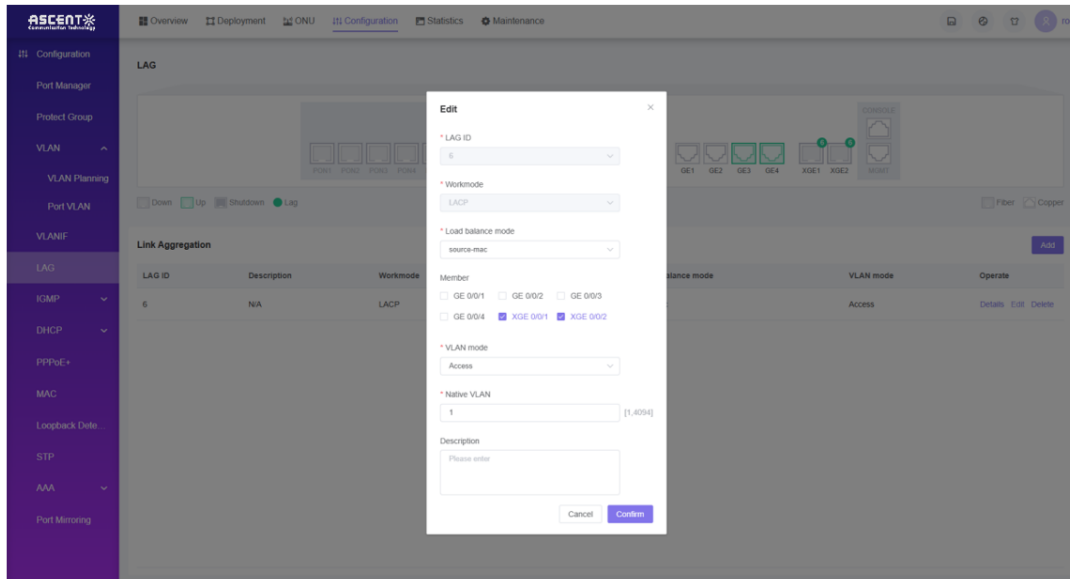 ASCENT
Communication Technology
Overview Deployment ONU Configuration Statistics Maintenance
Configuration
Port Manager
Protect Group
VLAN
VLAN Planning
Port VLAN
VLANIF
LAG
IGMP
DHCP
PPPoE+
MAC
Loopback Dete...
STP
AAA
Port Mirroring
LAG
PON1 PON2 PON3 PON4
GE1 GE2 GE3 GE4 XGE1 XGE2 MGMT
CONSOLE
6 6
Down Up Shutdown Lag
Fiber Copper
Link Aggregation
Add
LAG ID Description Workmode
VLAN mode Operate
6 N/A LACP
Access Details Edit Delete
Edit
* LAG ID
6
* Workmode
LACP
* Load balance mode
source-mac
Member
GE 0/0/1 GE 0/0/2 GE 0/0/3
GE 0/0/4 XGE 0/0/1 XGE 0/0/2
* VLAN mode
Access
* Native VLAN
1 [1,4094]
Description
Please enter
Cancel Confirm